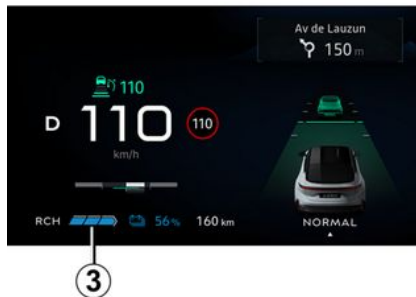 Av de Lauzun
150 m
110
D 110 110
km/h
RCH 56% 160 km
NORMAL
3